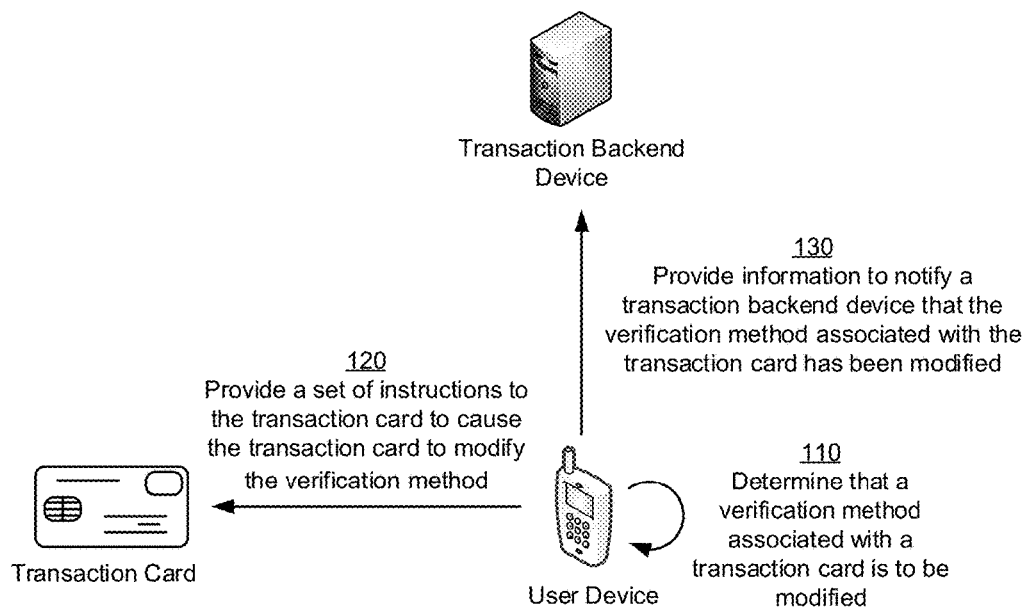 Transaction Backend
Device
130
Provide information to notify a
transaction backend device that the
verification method associated with the
transaction card has been modified
120
Provide a set of instructions to
the transaction card to cause
the transaction card to modify
the verification method
110
Determine that a
verification method
associated with a
transaction card is to be
modified
Transaction Card
User Device